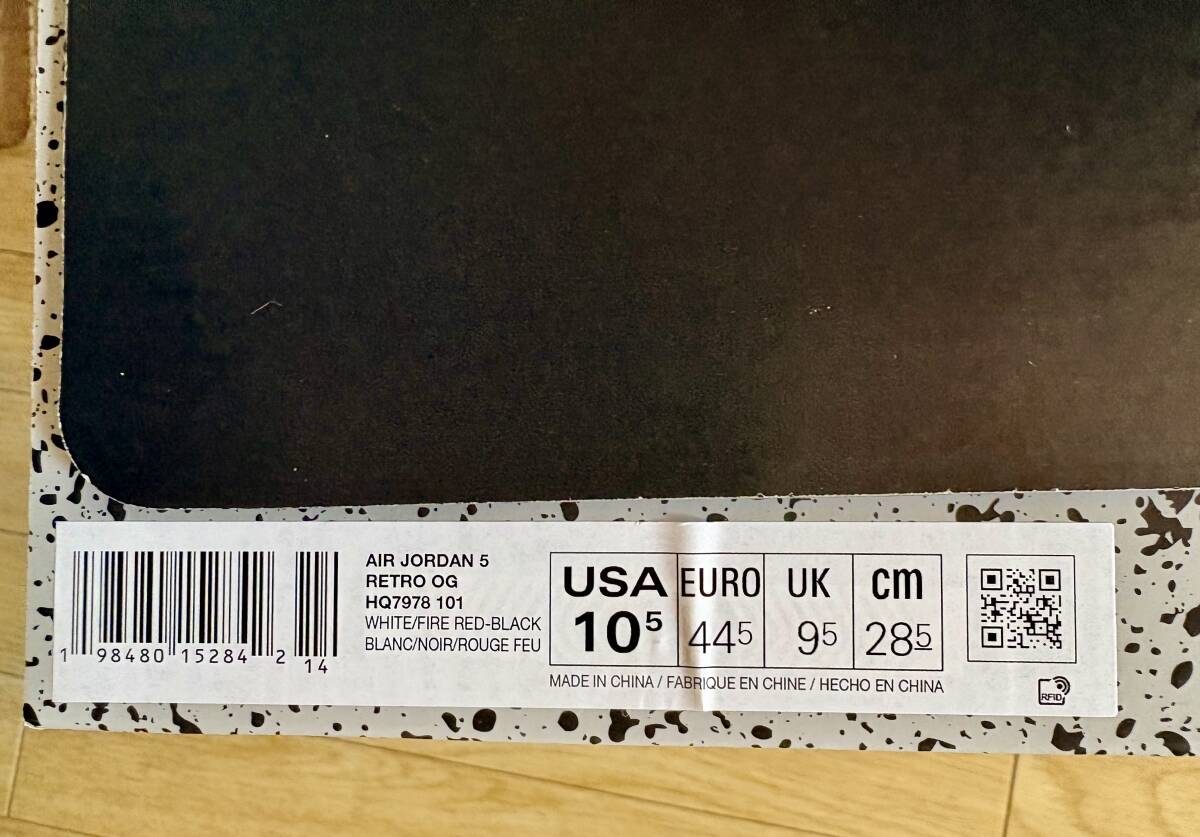 AIR JORDAN 5
RETRO OG
HQ7978 101
WHITE/FIRE RED-BLACK
BLANC/NOIR/ROUGE FEU
1 98480 15284 2 14
USA EURO UK cm
10⁵ 44⁵ 9⁵ 28⁵
MADE IN CHINA / FABRIQUE EN CHINE / HECHO EN CHINA
RFID